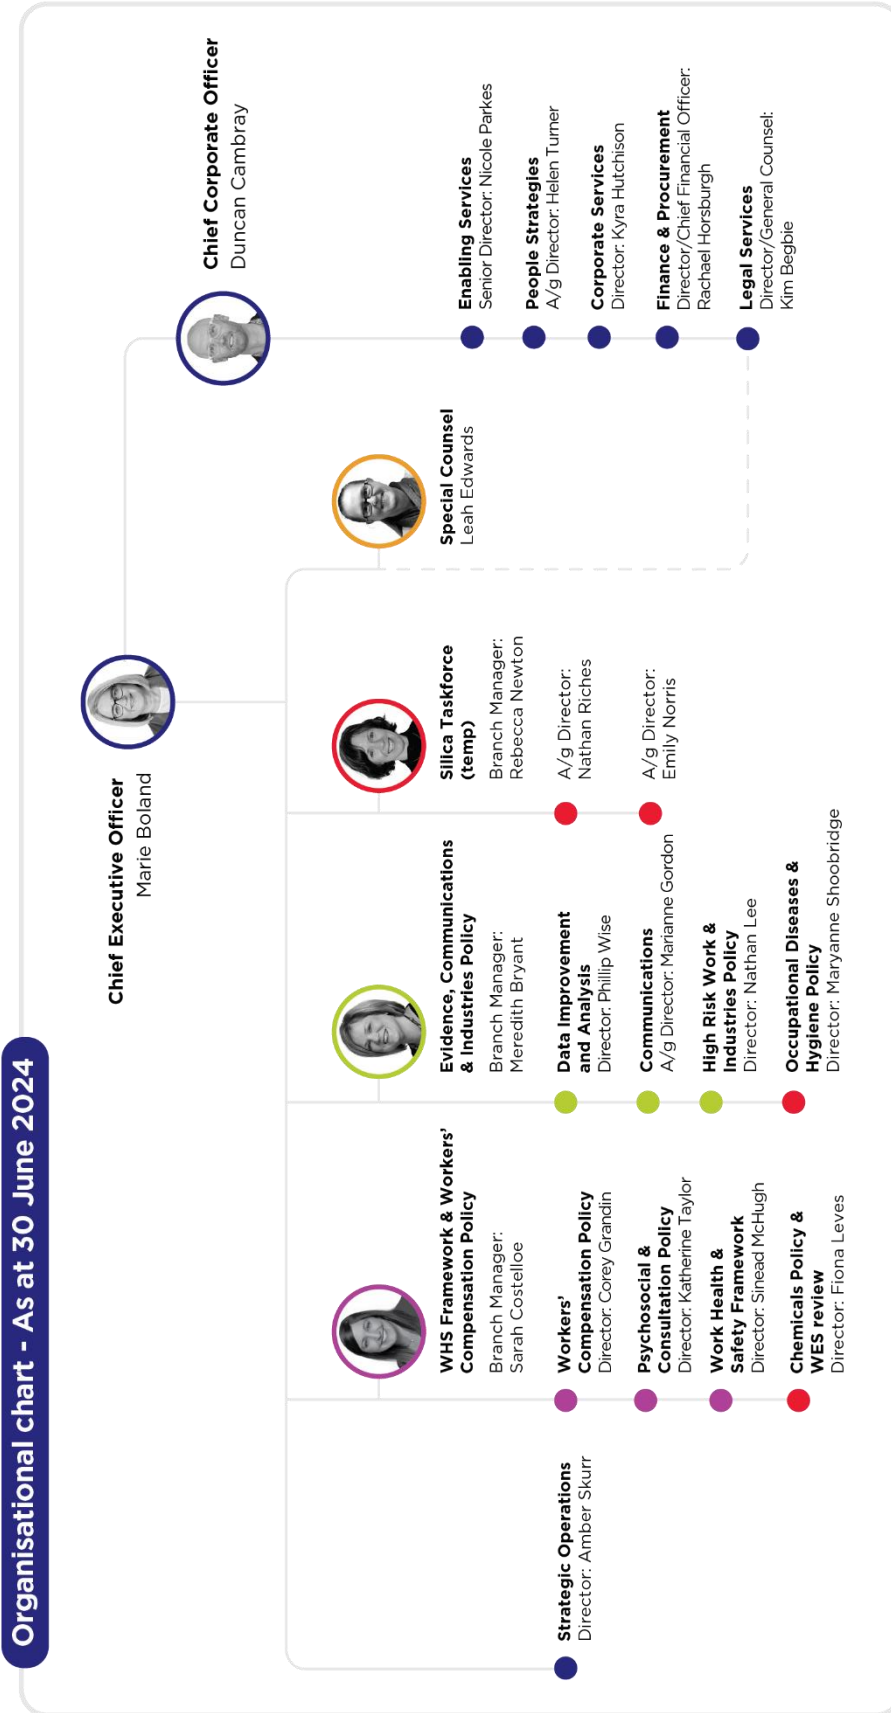 Organisational chart - As at 30 June 2024
Chief Executive Officer
Marie Boland
Chief Corporate Officer
Duncan Cambray
Strategic Operations
Director: Amber Skurr
WHS Framework & Workers’
Compensation Policy
Branch Manager:
Sarah Costelloe
Workers’
Compensation Policy
Director: Corey Grandin
Psychosocial &
Consultation Policy
Director: Katherine Taylor
Work Health &
Safety Framework
Director: Sinead McHugh
Chemicals Policy &
WES review
Director: Fiona Leves
Evidence, Communications
& Industries Policy
Branch Manager:
Meredith Bryant
Data Improvement
and Analysis
Director: Phillip Wise
Communications
A/g Director: Marianne Gordon
High Risk Work &
Industries Policy
Director: Nathan Lee
Occupational Diseases &
Hygiene Policy
Director: Maryanne Shoobridge
Silica Taskforce
(temp)
Branch Manager:
Rebecca Newton
A/g Director:
Nathan Riches
A/g Director:
Emily Norris
Special Counsel
Leah Edwards
Enabling Services
Senior Director: Nicole Parkes
People Strategies
A/g Director: Helen Turner
Corporate Services
Director: Kyra Hutchison
Finance & Procurement
Director/Chief Financial Officer:
Rachael Horsburgh
Legal Services
Director/General Counsel:
Kim Begbie